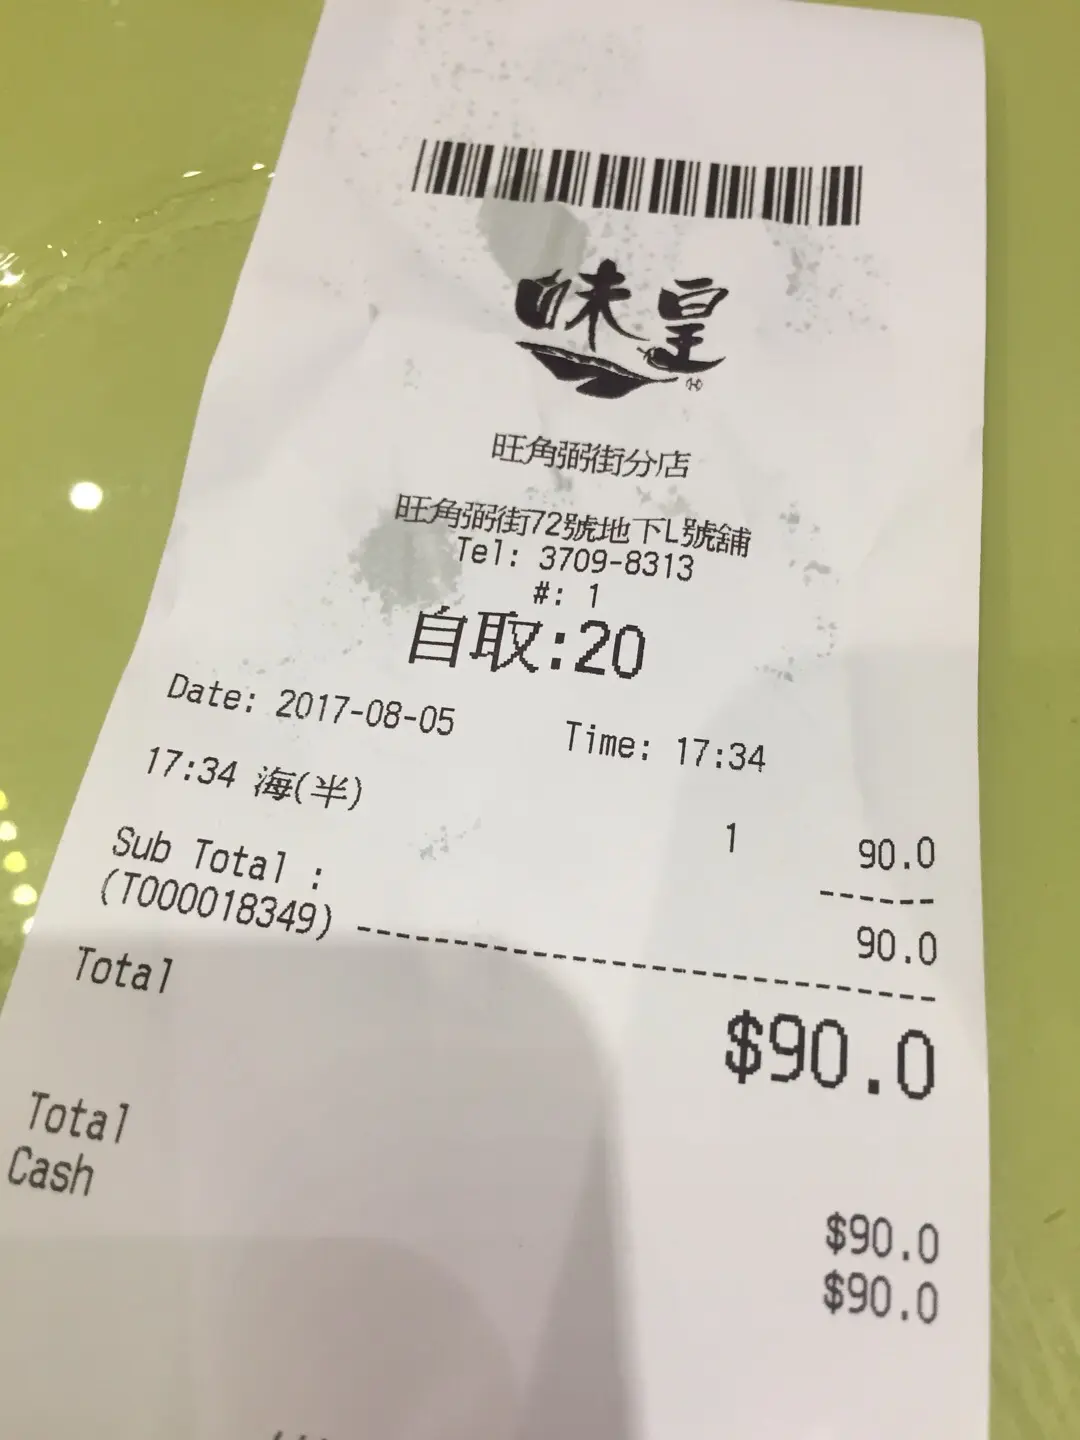 味皇
旺角弼街分店
旺角弼街72號地下L號舖
Tel: 3709-8313
#: 1
自取:20
Date: 2017-08-05 Time: 17:34
17:34 海(半) 1 90.0
Sub Total : 90.0
(T000018349)
Total $90.0
Total $90.0
Cash $90.0